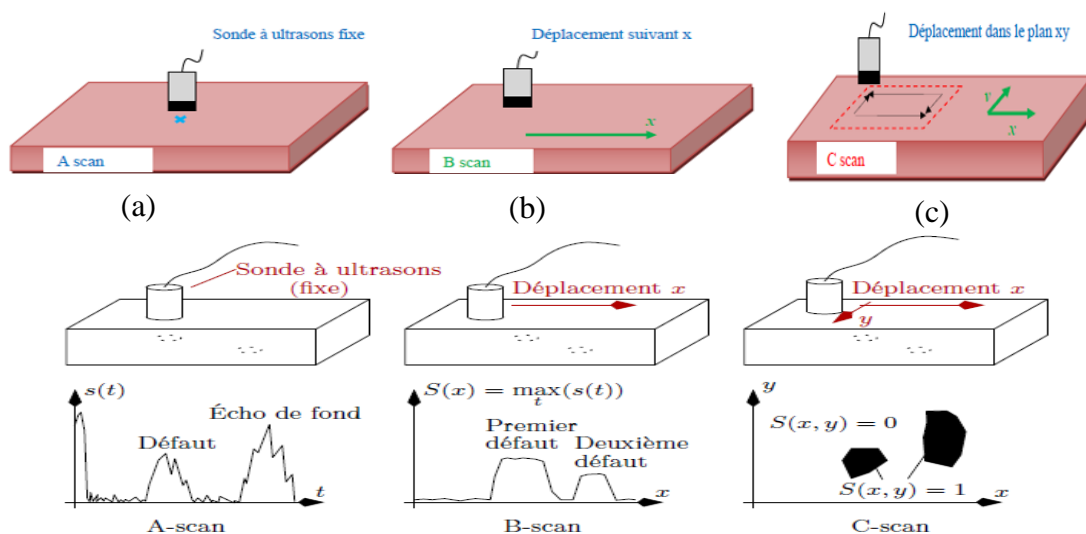 Sonde à ultrasons fixe
Déplacement suivant x
Déplacement dans le plan xy
x
y
x
A scan
B scan
C scan
(a)
(b)
(c)
Sonde à ultrasons
(fixe)
Déplacement x
Déplacement x
y
s(t)
Écho de fond
Défaut
t
A-scan
S(x) = max(s(t))
t
Premier
défaut
Deuxième
défaut
x
B-scan
y
S(x, y) = 0
S(x, y) = 1
x
C-scan